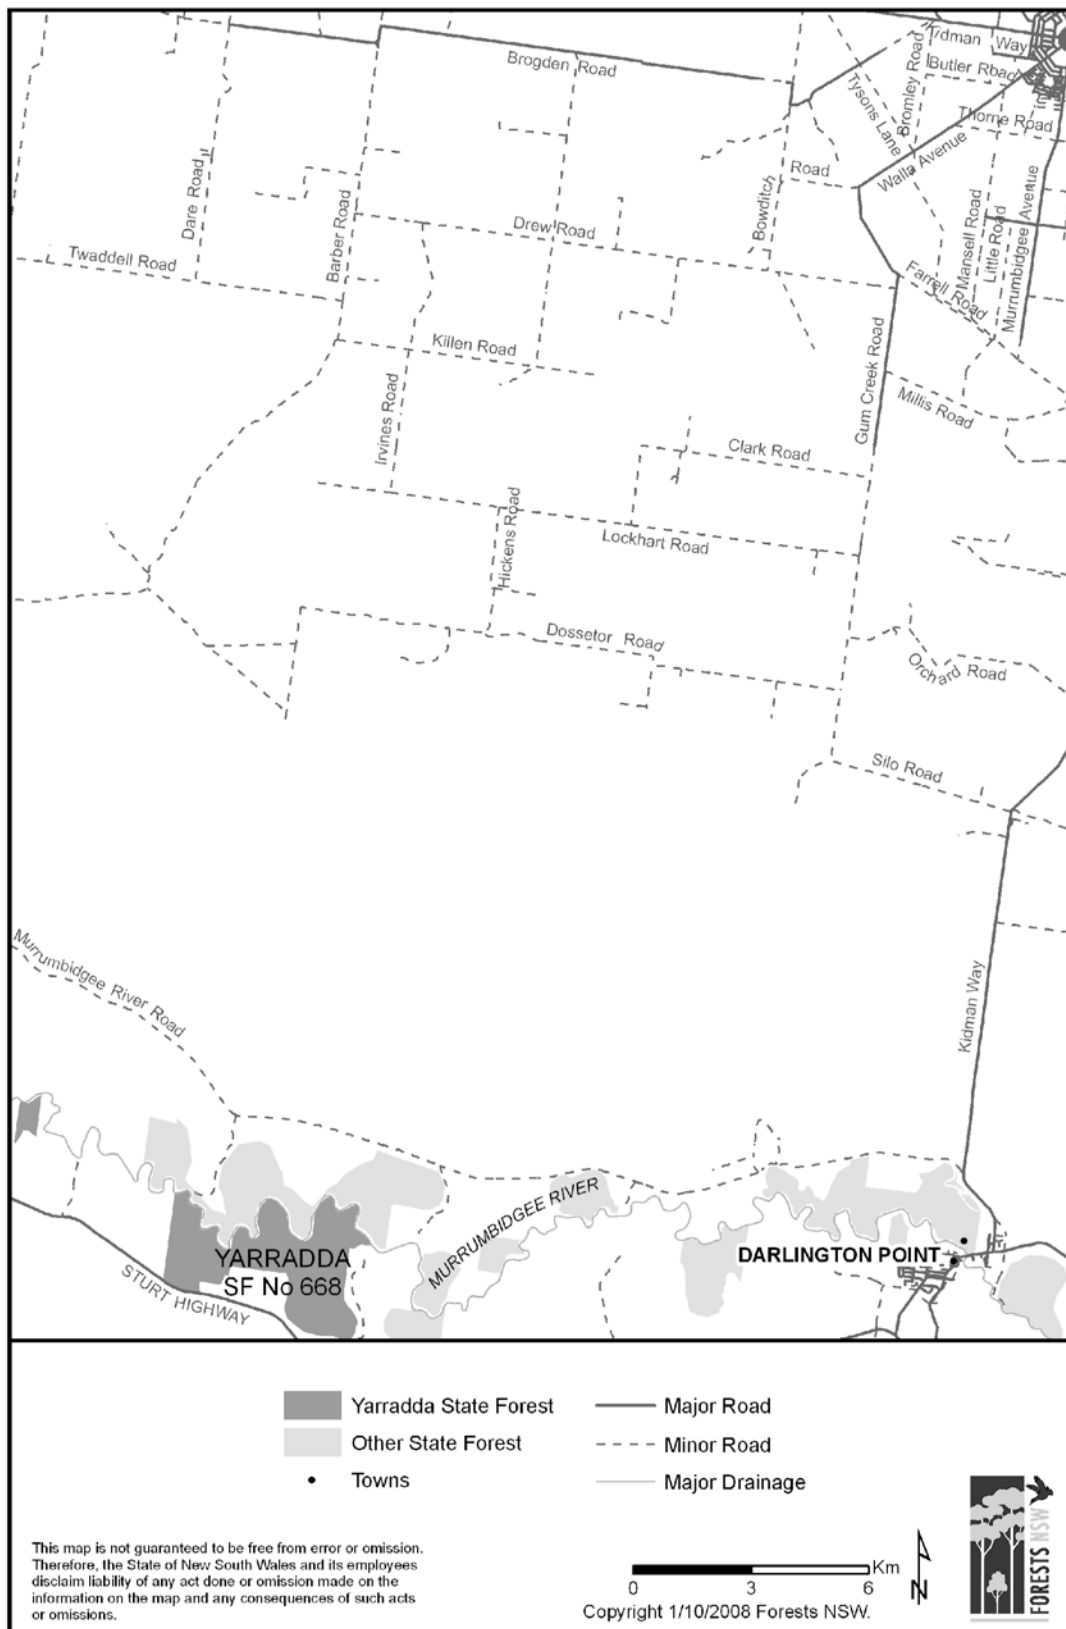 Kidman Way
Brogden Road
Butler Road
Bromley Road
Tysons Lane
Thorne Road
Walla Avenue
Road
Dare Road
Barber Road
Bowditch
Drew Road
Mansell Road
Little Road
Murrumbidgee Avenue
Twaddell Road
Farrell Road
Killen Road
Gum Creek Road
Irvines Road
Millis Road
Clark Road
Hickens Road
Lockhart Road
Dossetor Road
Orchard Road
Silo Road
Murrumbidgee River Road
Kidman Way
MURRUMBIDGEE RIVER
YARRADDA
SF No 668
DARLINGTON POINT
STURT HIGHWAY
Yarradda State Forest
Other State Forest
Towns
Major Road
Minor Road
Major Drainage
This map is not guaranteed to be free from error or omission.
Therefore, the State of New South Wales and its employees
disclaim liability of any act done or omission made on the
information on the map and any consequences of such acts
or omissions.
Km
0 3 6
N
Copyright 1/10/2008 Forests NSW.
FORESTS NSW